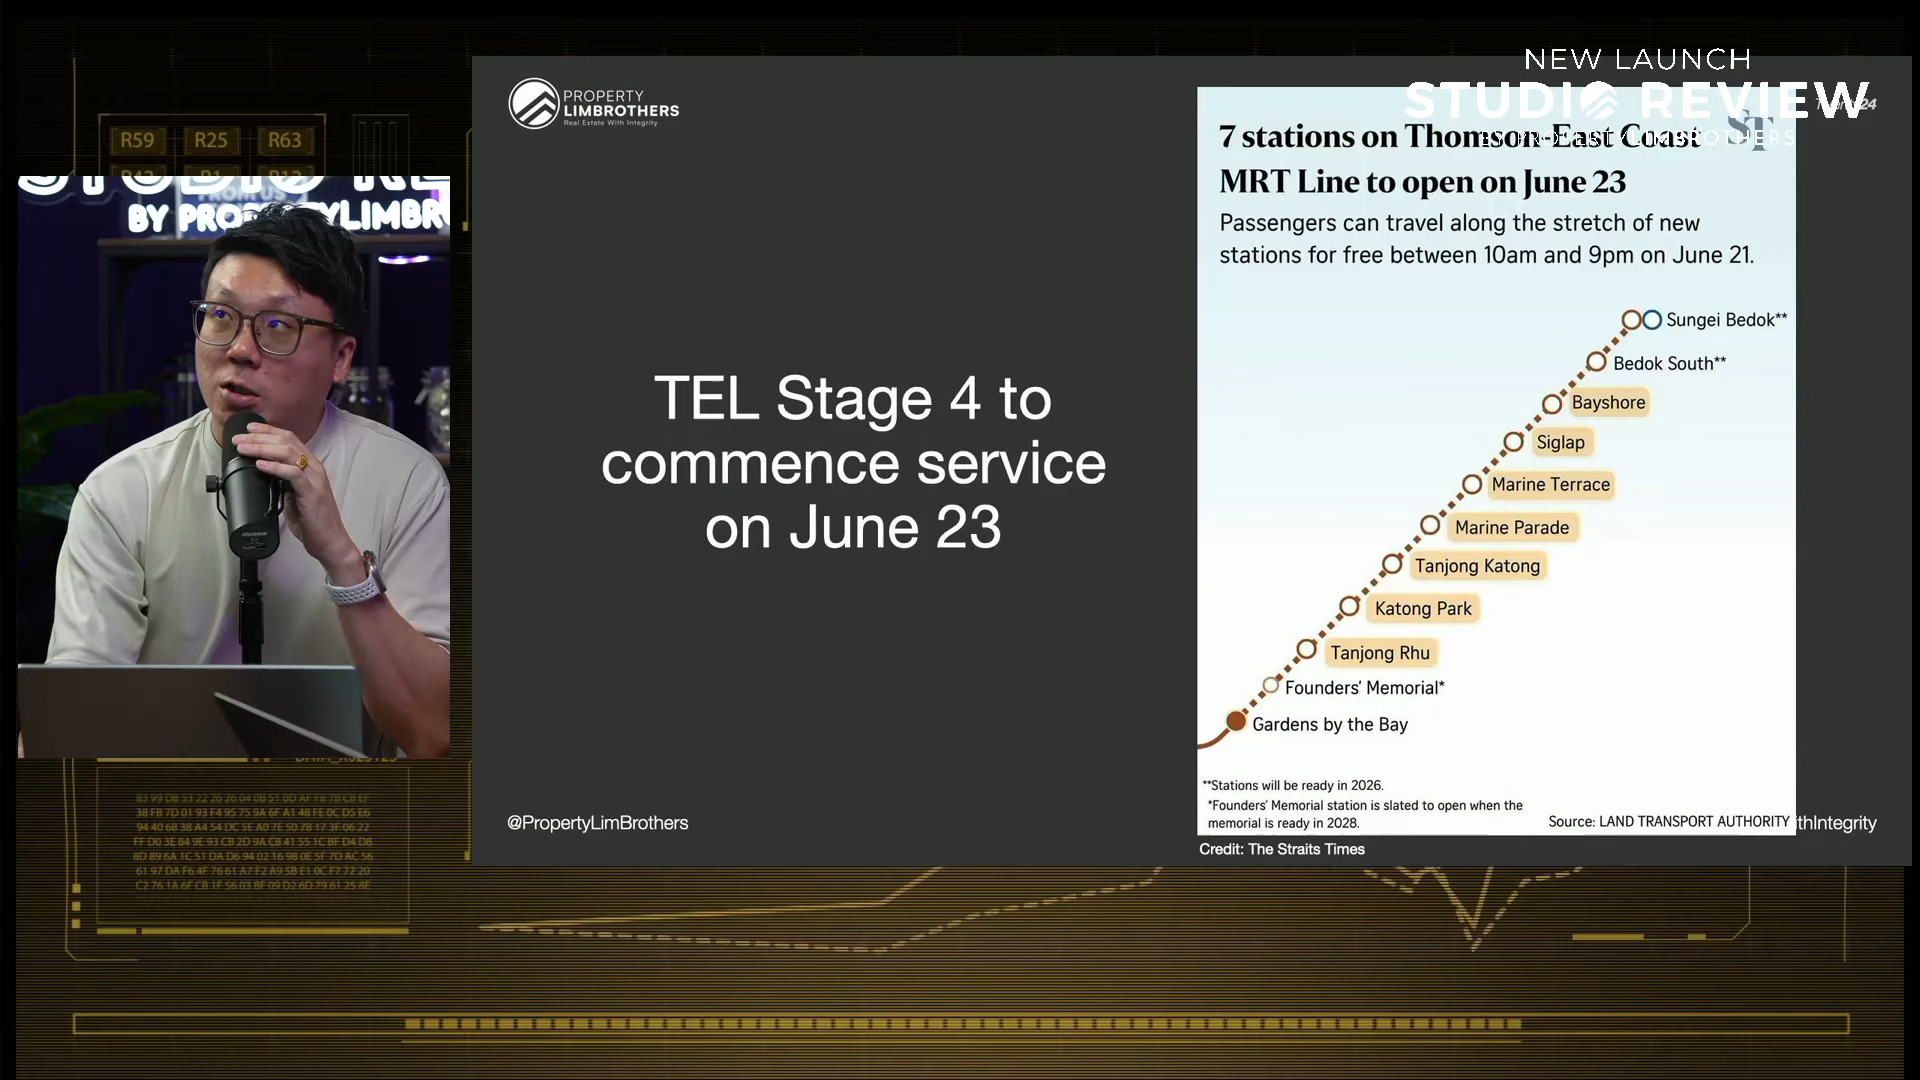 NEW LAUNCH
STUDIO REVIEW
PROPERTY
LIMBROTHERS
Real Estate With Integrity
R59 R25 R63
BY PROPERTYLIMBR
7 stations on Thomson-East Coast
MRT Line to open on June 23
Passengers can travel along the stretch of new
stations for free between 10am and 9pm on June 21.
TEL Stage 4 to
commence service
on June 23
Sungei Bedok**
Bedok South**
Bayshore
Siglap
Marine Terrace
Marine Parade
Tanjong Katong
Katong Park
Tanjong Rhu
Founders' Memorial*
Gardens by the Bay
**Stations will be ready in 2026.
*Founders' Memorial station is slated to open when the
memorial is ready in 2028.
Source: LAND TRANSPORT AUTHORITY
Credit: The Straits Times
@PropertyLimBrothers
ithIntegrity